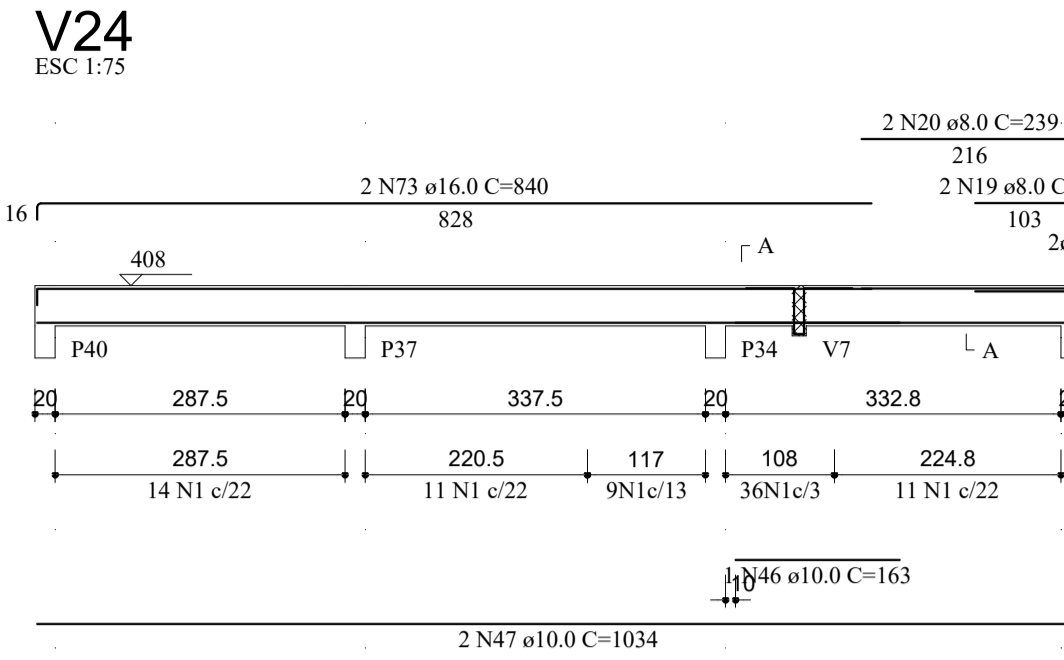 V24
ESC 1:75
2 N20 ø8.0 C=239
216
2 N73 ø16.0 C=840
2 N19 ø8.0 C
16
828
103
2ø
A
408
P40
P37
P34
V7
A
20
287.5
20
337.5
20
332.8
287.5
220.5
117
108
224.8
14 N1 c/22
11 N1 c/22
9N1c/13
36N1c/3
11 N1 c/22
1 N46 ø10.0 C=163
10
2 N47 ø10.0 C=1034